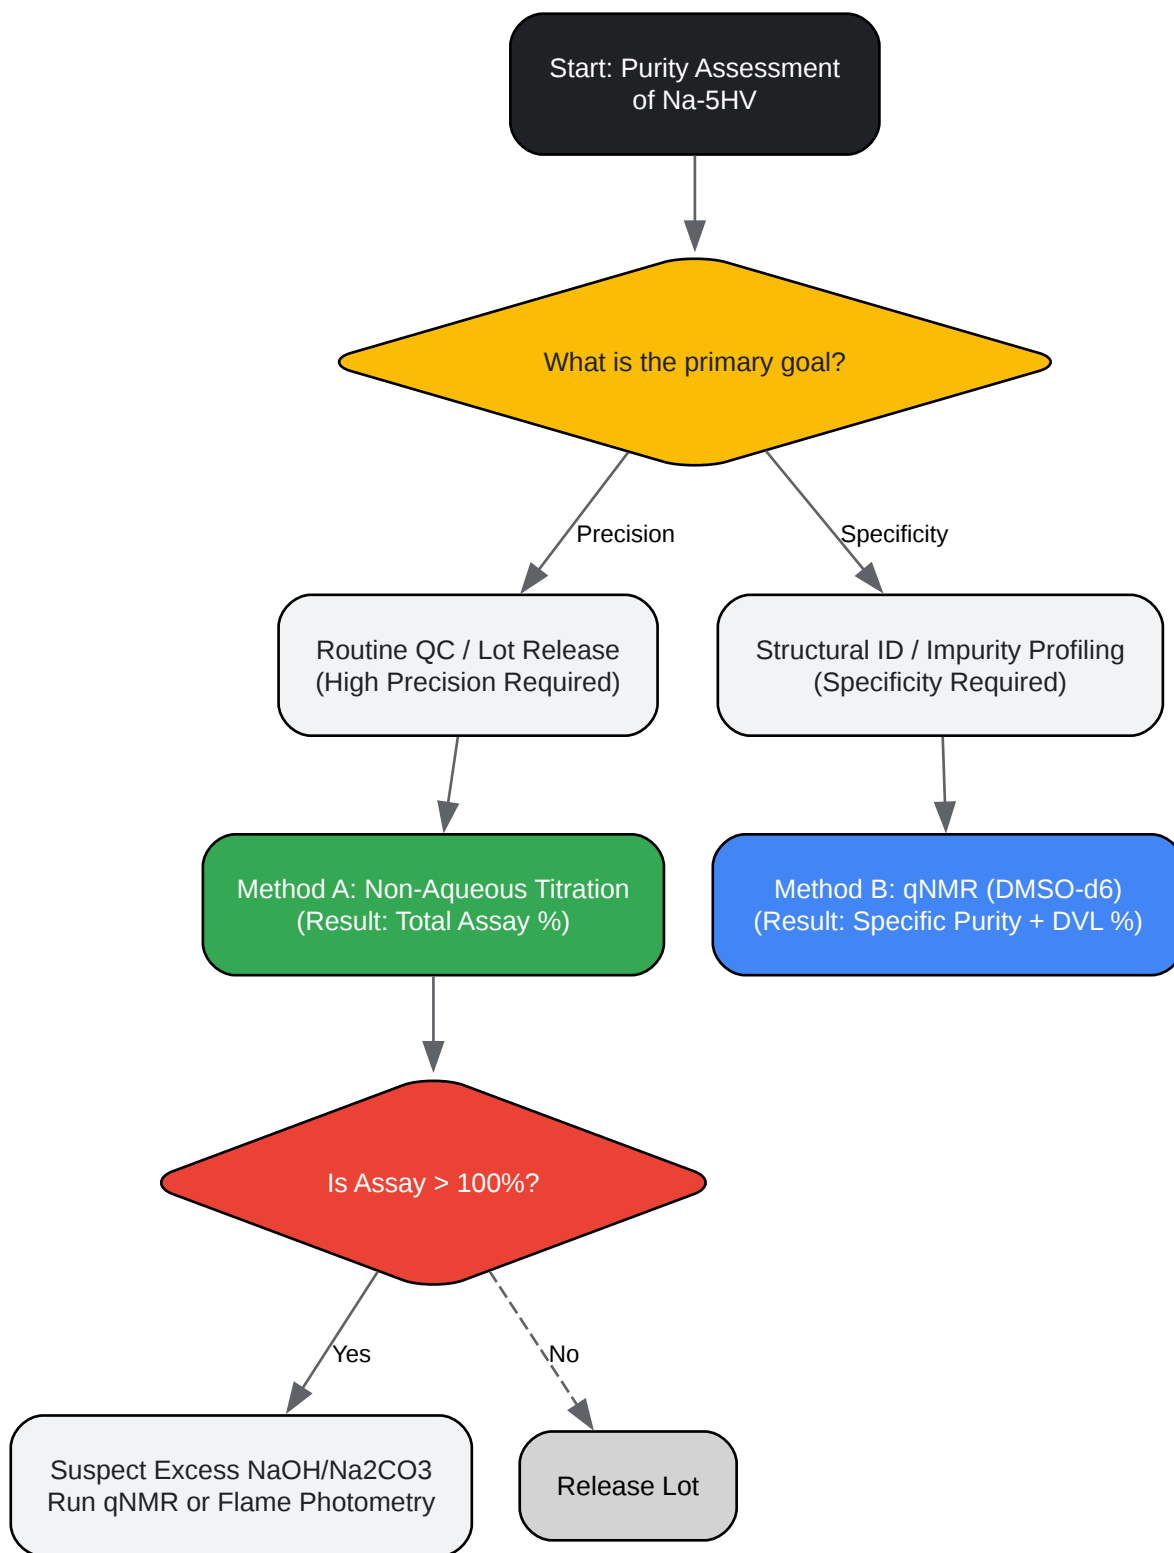 Start: Purity Assessment
of Na-5HV
What is the primary goal?
Precision
Specificity
Routine QC / Lot Release
(High Precision Required)
Structural ID / Impurity Profiling
(Specificity Required)
Method A: Non-Aqueous Titration
(Result: Total Assay %)
Method B: qNMR (DMSO-d6)
(Result: Specific Purity + DVL %)
Is Assay > 100%?
Yes
No
Suspect Excess NaOH/Na2CO3
Run qNMR or Flame Photometry
Release Lot